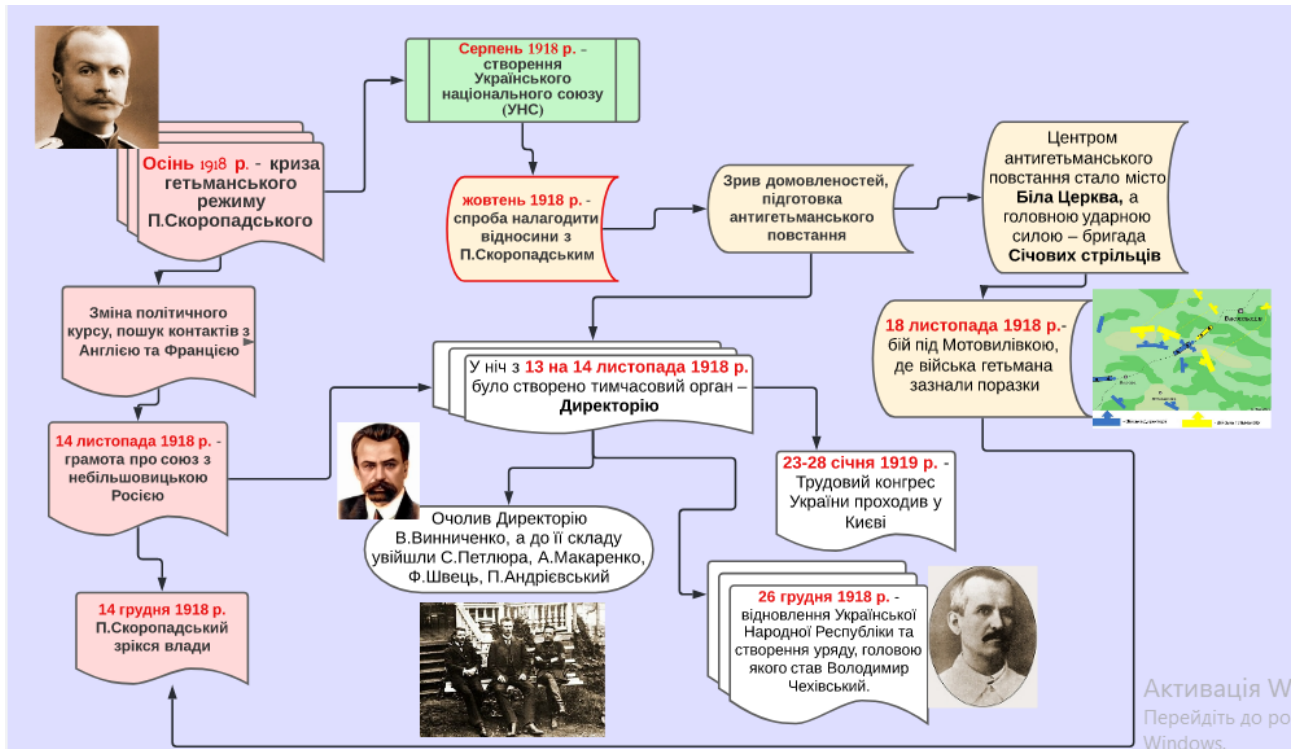 Серпень 1918 р. -
створення
Українського
національного союзу
(УНС)
Осінь 1918 р. - криза
гетьманського
режиму
П.Скоропадського
жовтень 1918 р. -
спроба налагодити
відносини з
П.Скоропадським
Зрив домовленостей,
підготовка
антигетьманського
повстання
Центром
антигетьманського
повстання стало місто
Біла Церква, а
головною ударною
силою – бригада
Січових стрільців
Зміна політичного
курсу, пошук контактів з
Англією та Францією
У ніч з 13 на 14 листопада 1918 р.
було створено тимчасовий орган –
Директорію
18 листопада 1918 р.-
бій під Мотовилівкою,
де війська гетьмана
зазнали поразки
14 листопада 1918 р. -
грамота про союз з
небільшовицькою
Росією
23-28 січня 1919 р. -
Трудовий конгрес
України проходив у
Києві
Очолив Директорію
В.Винниченко, а до її складу
увійшли С.Петлюра, А.Макаренко,
Ф.Швець, П.Андрієвський
14 грудня 1918 р.
П.Скоропадський
зрікся влади
26 грудня 1918 р. -
відновлення Української
Народної Республіки та
створення уряду, головою
якого став Володимир
Чехівський.
Активація W
Перейдіть до ро
Windows.